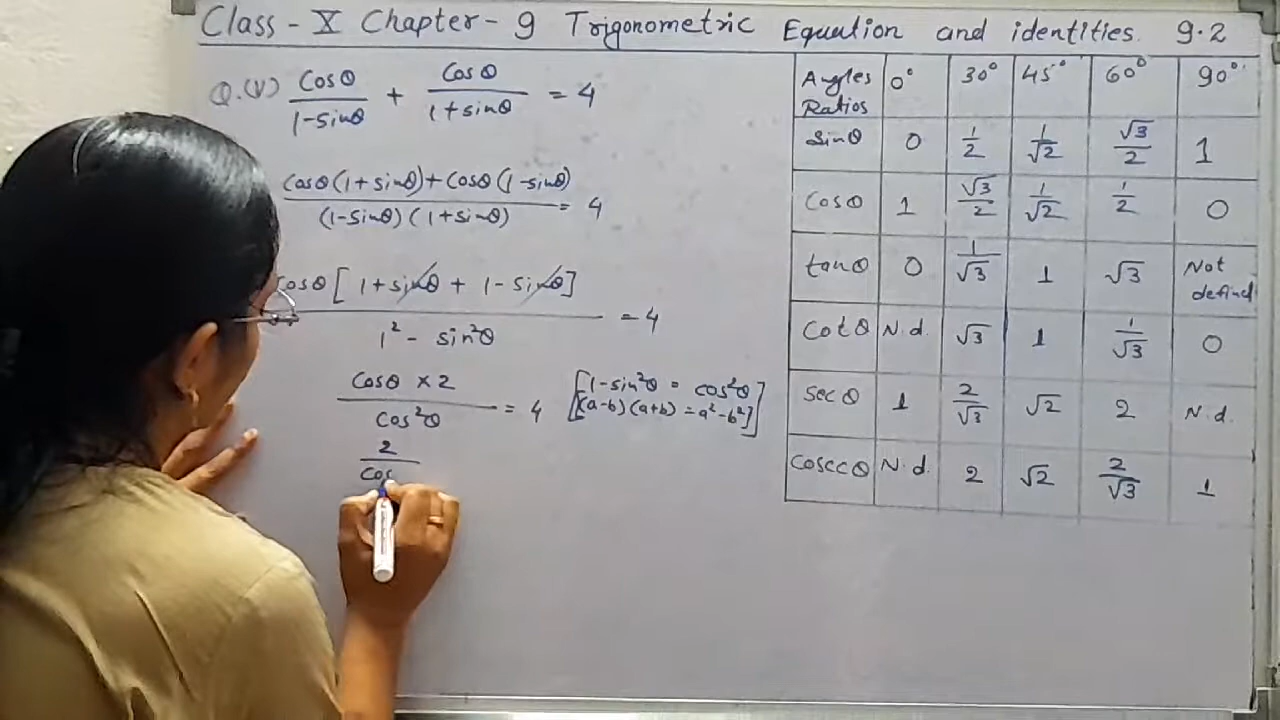 Class - X Chapter - 9 Trigonometric Equation and identities. 9.2
Q.(V) Cosθ/1-sinθ + Cosθ/1+sinθ = 4
Cosθ(1+sinθ)+Cosθ(1-sinθ)/(1-sinθ)(1+sinθ) = 4
Cosθ[1+sinθ + 1-sinθ]/1²- sin²θ = 4
Cosθ × 2/Cos²θ = 4 [1-sin²θ = cos²θ
(a-b)(a+b) = a²-b²]
2/Cos
Angles Ratios 0° 30° 45° 60° 90°
Sinθ 0 1/2 1/√2 √3/2 1
Cosθ 1 √3/2 1/√2 1/2 0
tanθ 0 1/√3 1 √3 Not defined
Cotθ N.d. √3 1 1/√3 0
Secθ 1 2/√3 √2 2 N.d.
Cosecθ N.d. 2 √2 2/√3 1